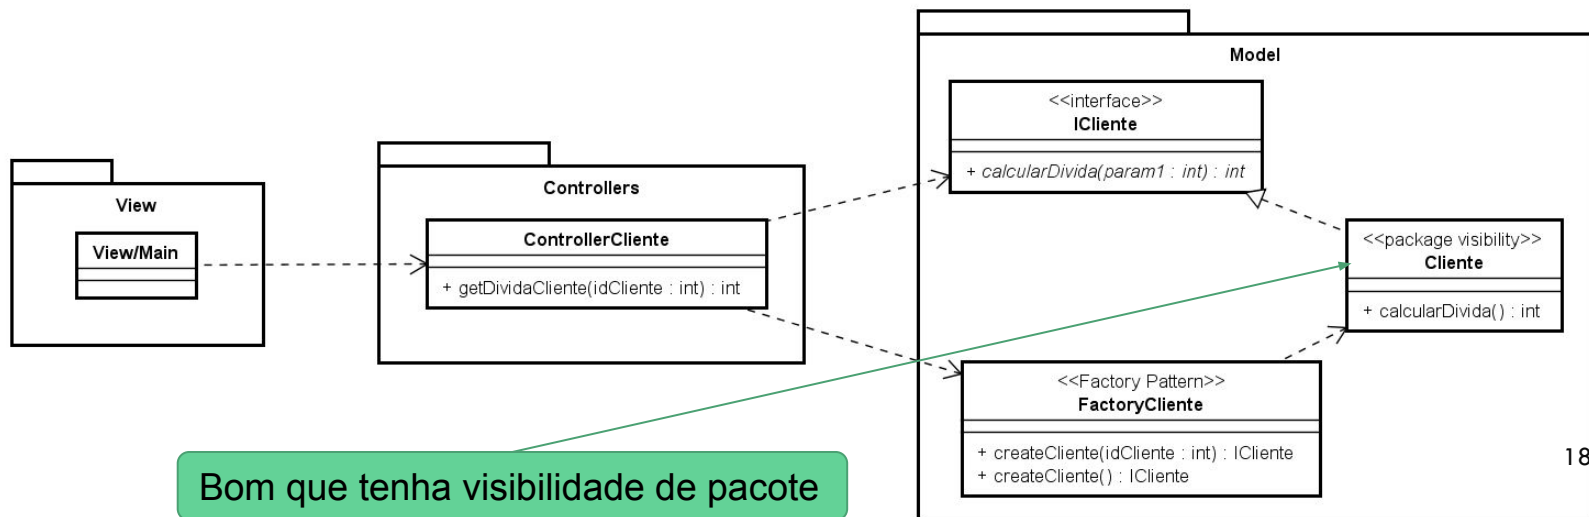 View
View/Main
Controllers
ControllerCliente
+ getDividaCliente(idCliente : int) : int
Model
<<interface>>
ICliente
+ calcularDivida(param1 : int) : int
<<package visibility>>
Cliente
+ calcularDivida() : int
<<Factory Pattern>>
FactoryCliente
+ createCliente(idCliente : int) : ICliente
+ createCliente() : ICliente
Bom que tenha visibilidade de pacote
18